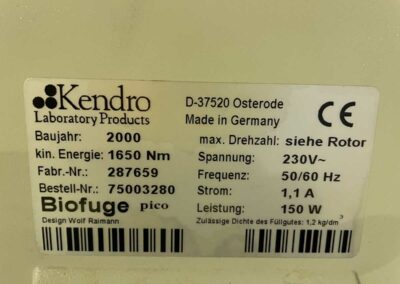 Kendro
Laboratory Products
D-37520 Osterode
Made in Germany
CE
Baujahr: 2000
max. Drehzahl: siehe Rotor
kin. Energie: 1650 Nm
Spannung: 230V~
Fabr.-Nr.: 287659
Frequenz: 50/60 Hz
Bestell-Nr.: 75003280
Strom: 1,1 A
Biofuge pico
Leistung: 150 W
Design Wolf Raimann
Zulässige Dichte des Füllgutes: 1,2 kg/dm³